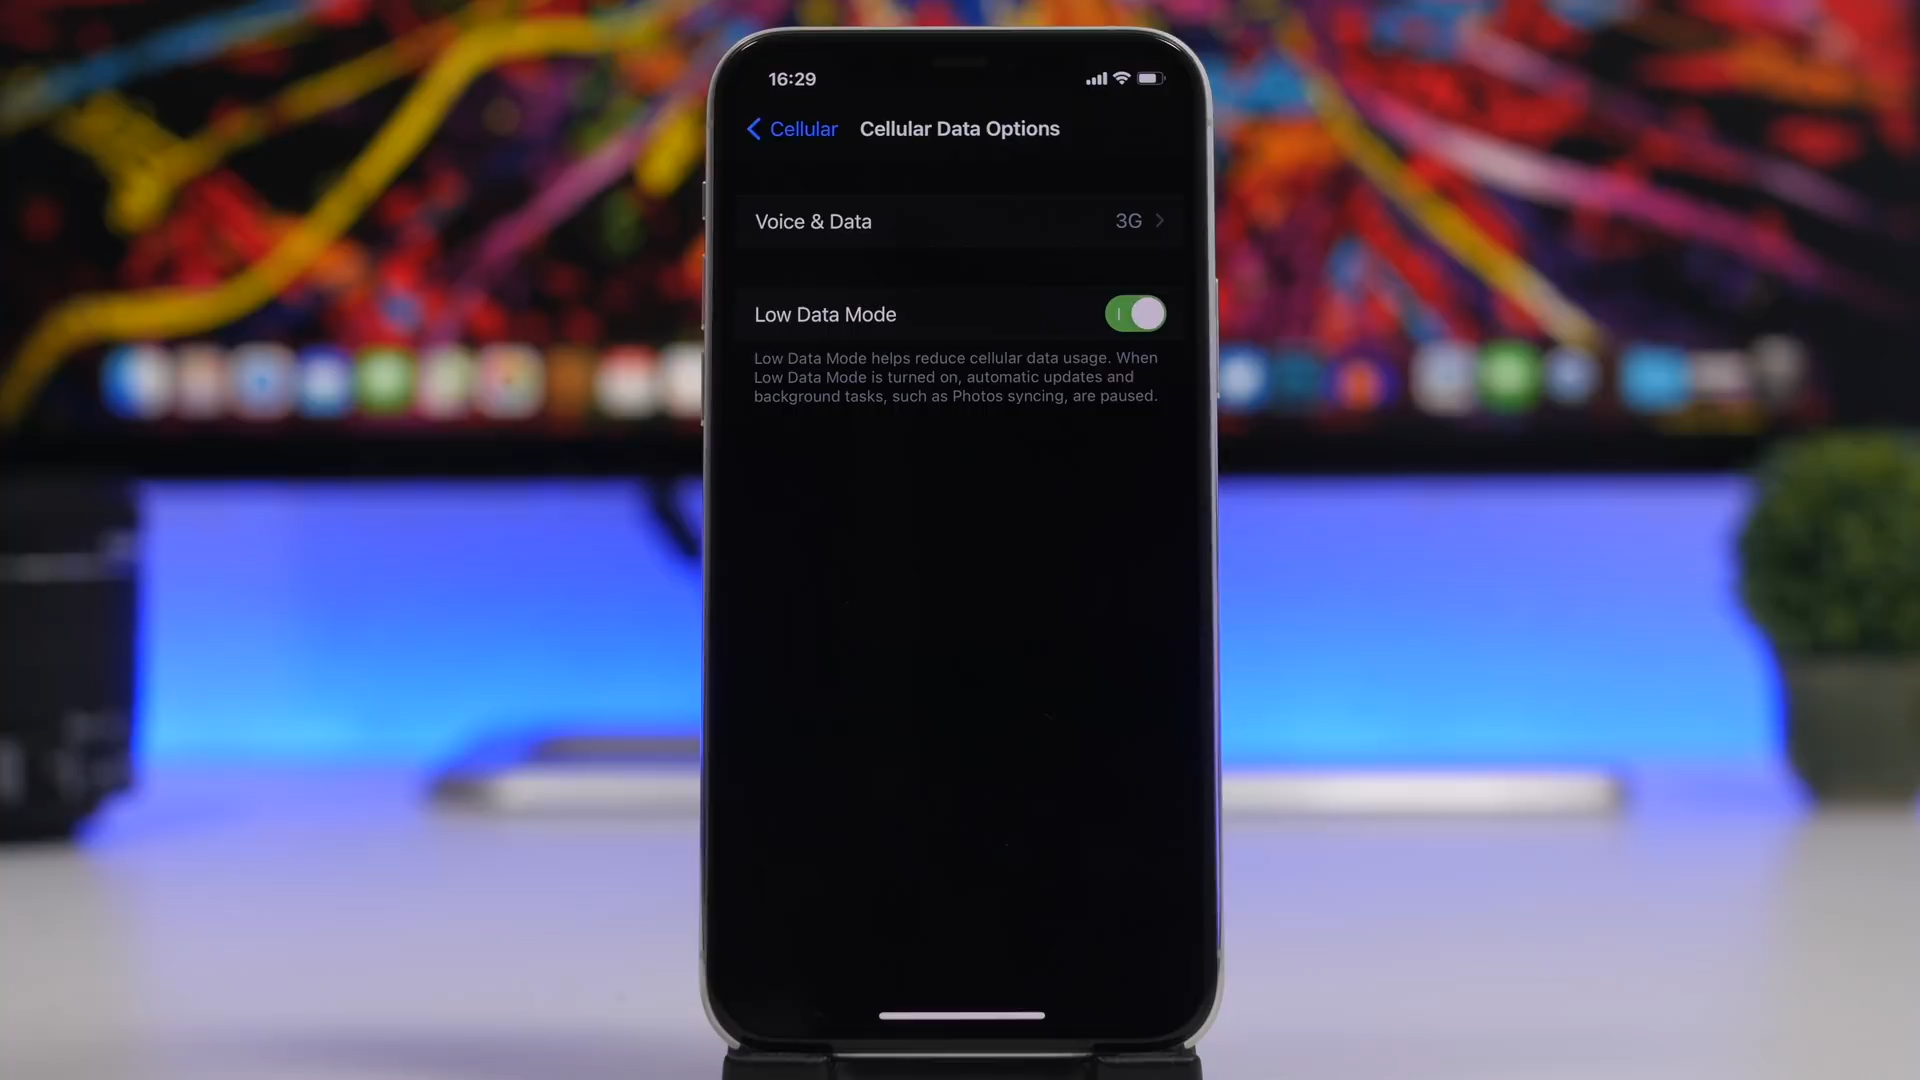 16:29
Cellular
Cellular Data Options
Voice & Data
3G
Low Data Mode
Low Data Mode helps reduce cellular data usage. When
Low Data Mode is turned on, automatic updates and
background tasks, such as Photos syncing, are paused.